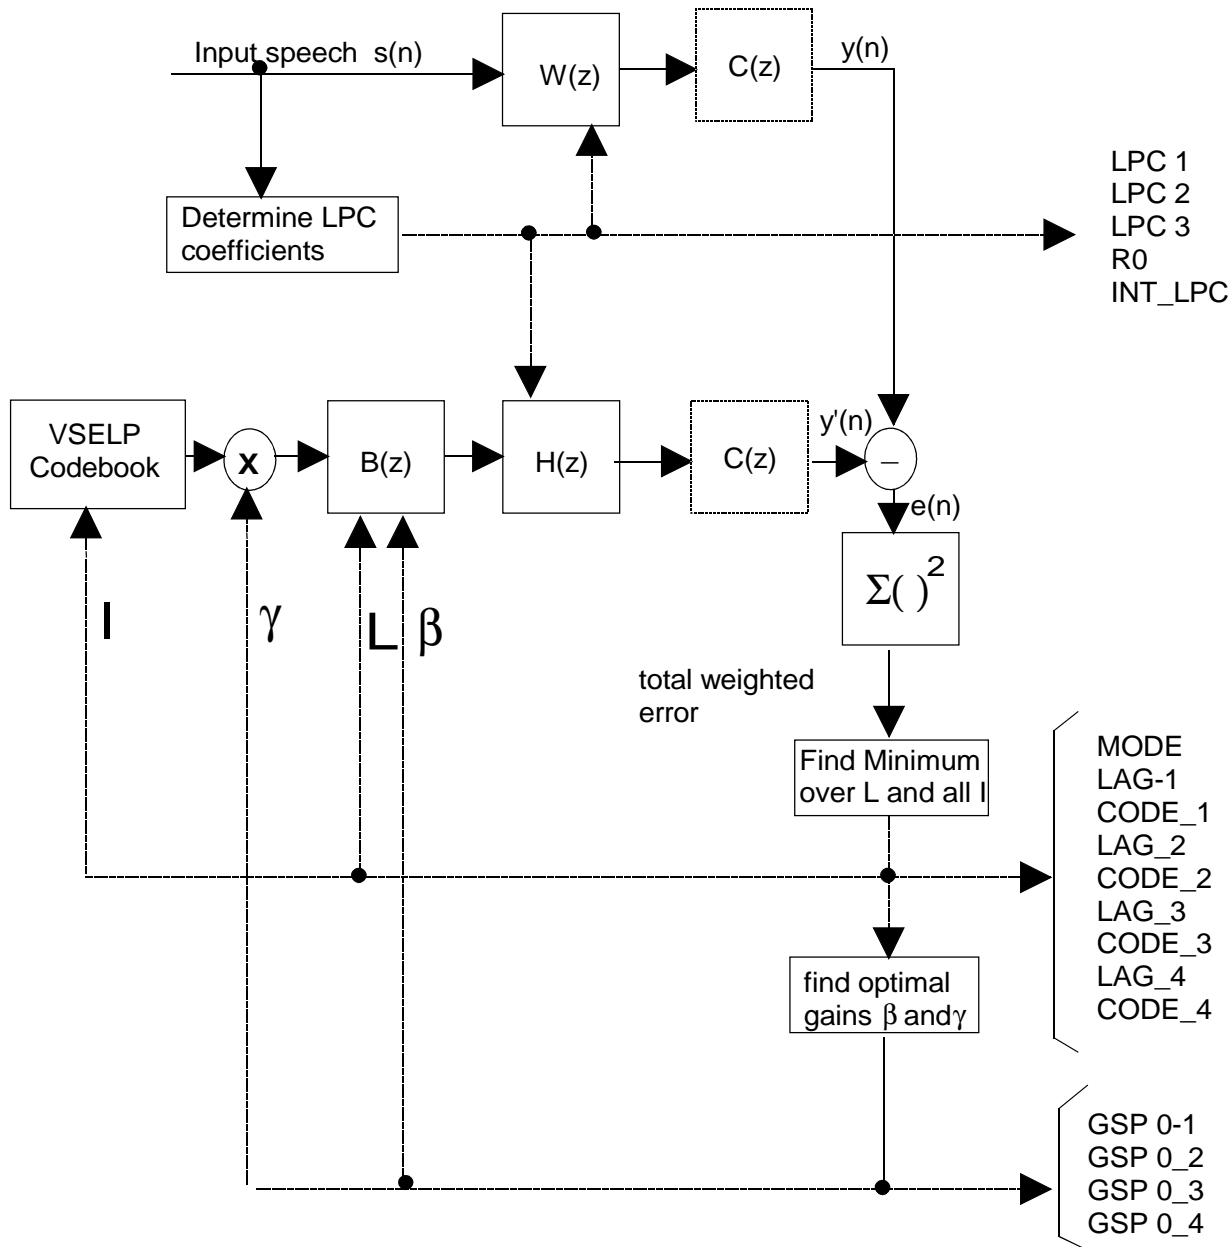 Input speech s(n)
W(z)
C(z)
y(n)
Determine LPC
coefficients
LPC 1
LPC 2
LPC 3
R0
INT_LPC
VSELP
Codebook
x
B(z)
H(z)
C(z)
y'(n)
–
e(n)
Σ( )²
I
γ
L
β
total weighted
error
Find Minimum
over L and all I
MODE
LAG-1
CODE_1
LAG_2
CODE_2
LAG_3
CODE_3
LAG_4
CODE_4
find optimal
gains β and γ
GSP 0-1
GSP 0_2
GSP 0_3
GSP 0_4